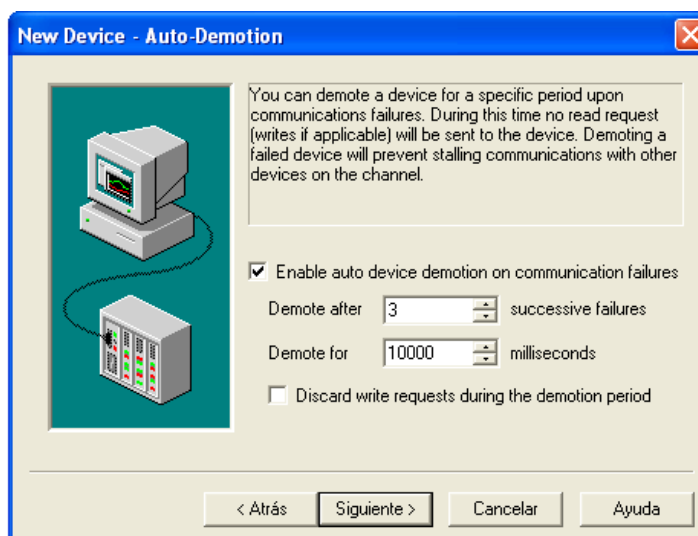 New Device - Auto-Demotion
You can demote a device for a specific period upon
communications failures. During this time no read request
(writes if applicable) will be sent to the device. Demoting a
failed device will prevent stalling communications with other
devices on the channel.
Enable auto device demotion on communication failures
Demote after 3 successive failures
Demote for 10000 milliseconds
Discard write requests during the demotion period
< Atrás Siguiente > Cancelar Ayuda